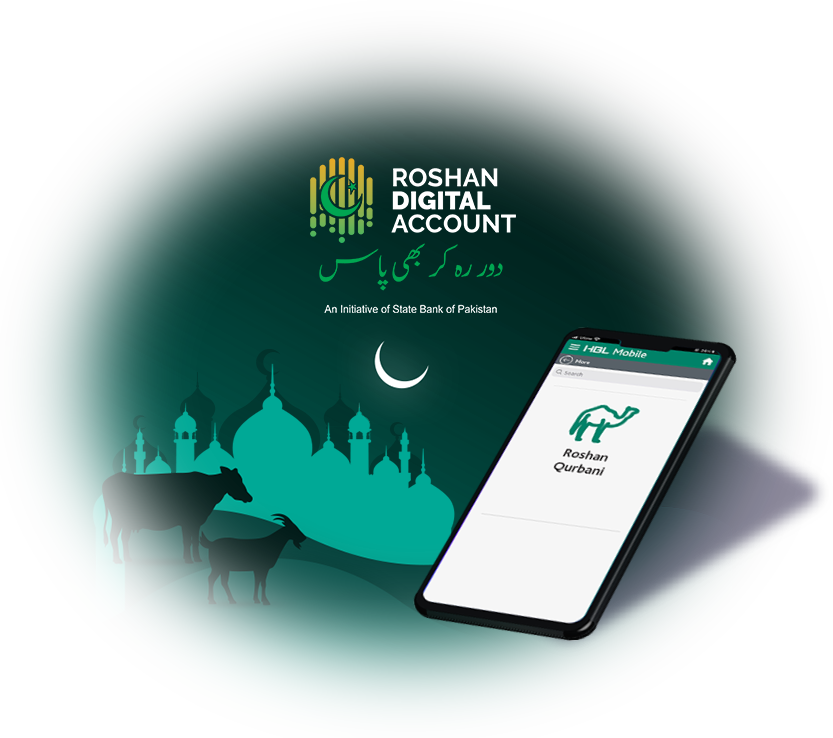 ROSHAN
DIGITAL
ACCOUNT
دور رہ کر بھی پاس
An Initiative of State Bank of Pakistan
HBL Mobile
More
Search
Roshan
Qurbani